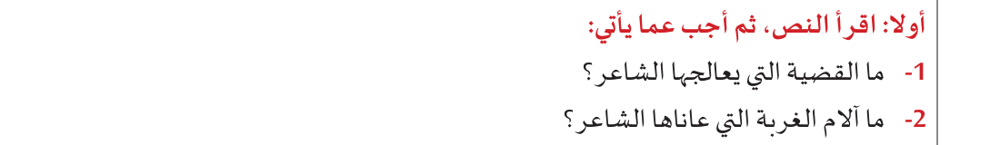 أولا: اقرأ النص، ثم أجب عما يأتي:
1- ما القضية التي يعالجها الشاعر؟
2- ما آلام الغربة التي عاناها الشاعر؟